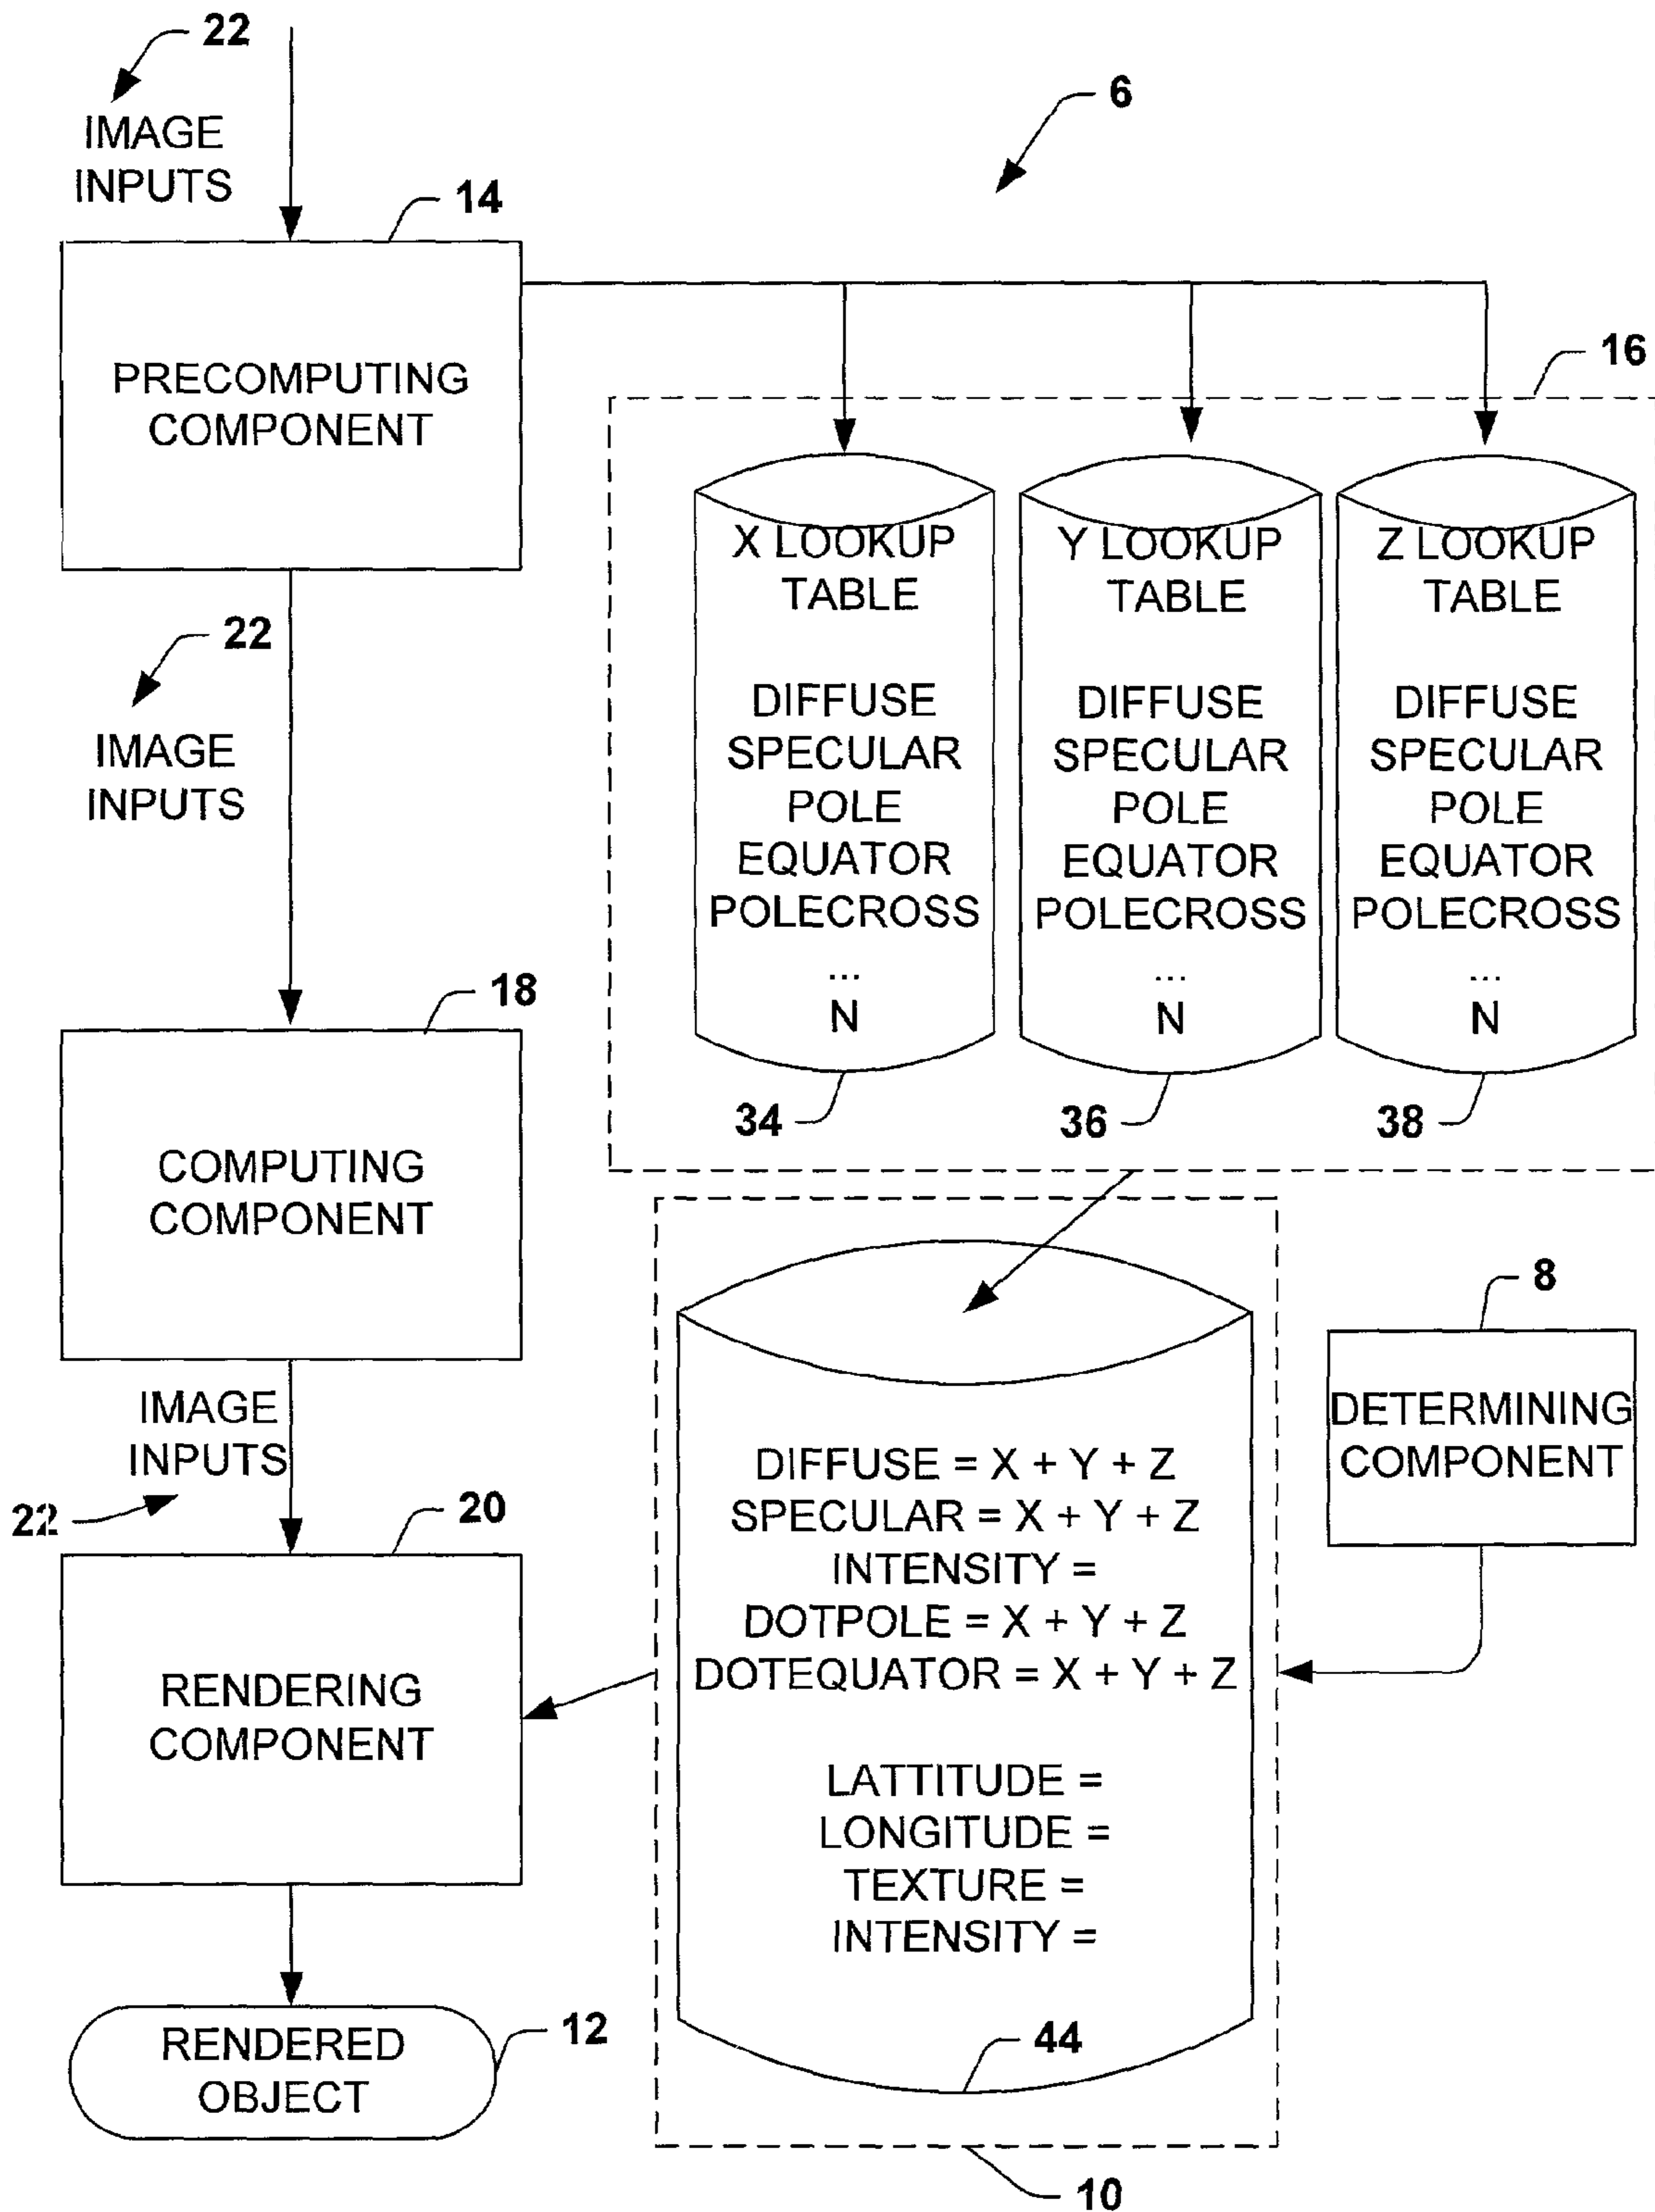 22
IMAGE
INPUTS
6
14
PRECOMPUTING
COMPONENT
16
X LOOKUP
TABLE
DIFFUSE
SPECULAR
POLE
EQUATOR
POLECROSS
...
N
34
Y LOOKUP
TABLE
DIFFUSE
SPECULAR
POLE
EQUATOR
POLECROSS
...
N
36
Z LOOKUP
TABLE
DIFFUSE
SPECULAR
POLE
EQUATOR
POLECROSS
...
N
38
22
IMAGE
INPUTS
18
COMPUTING
COMPONENT
IMAGE
INPUTS
22
20
RENDERING
COMPONENT
8
DETERMINING
COMPONENT
DIFFUSE = X + Y + Z
SPECULAR = X + Y + Z
INTENSITY =
DOTPOLE = X + Y + Z
DOTEQUATOR = X + Y + Z
LATTITUDE =
LONGITUDE =
TEXTURE =
INTENSITY =
44
10
RENDERED
OBJECT
12